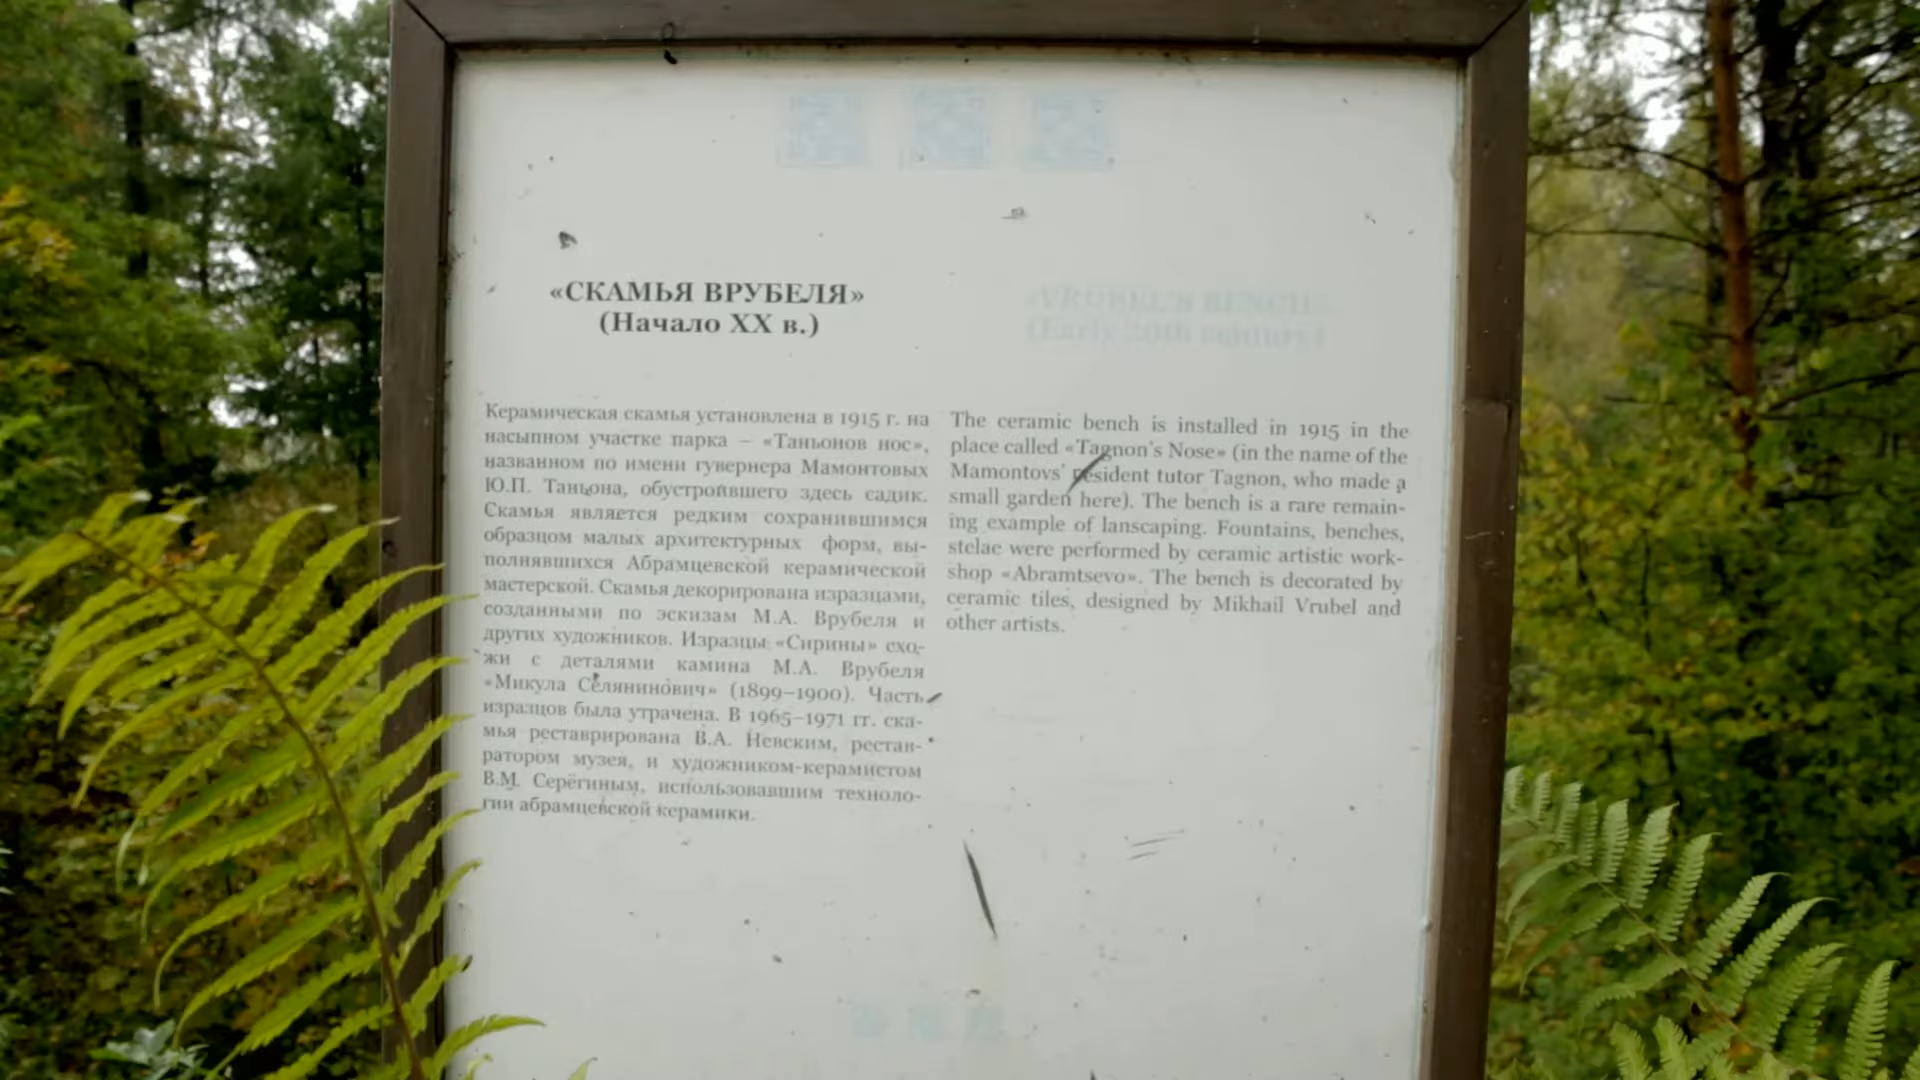 «СКАМЬЯ ВРУБЕЛЯ»
(Начало XX в.)
Керамическая скамья установлена в 1915 г. на
насыпном участке парка – «Таньонов нос»,
названном по имени гувернера Мамонтовых
Ю.П. Таньона, обустроившего здесь садик.
Скамья является редким сохранившимся
образцом малых архитектурных форм, вы-
полнявшихся Абрамцевской керамической
мастерской. Скамья декорирована изразцами,
созданными по эскизам М.А. Врубеля и
других художников. Изразцы «Сирины» схо-
жи с деталями камина М.А. Врубеля
«Микула Селянинович» (1899–1900). Часть
изразцов была утрачена. В 1965–1971 гг. ска-
мья реставрирована В.А. Невским, рестав-
ратором музея, и художником-керамистом
В.М. Серёгиным, использовавшим техноло-
гии абрамцевской керамики.
«VRUBEL'S BENCH»
(Early 20th century)
The ceramic bench is installed in 1915 in the
place called «Tagnon's Nose» (in the name of the
Mamontovs' resident tutor Tagnon, who made a
small garden here). The bench is a rare remain-
ing example of lanscaping. Fountains, benches,
stelae were performed by ceramic artistic work-
shop «Abramtsevo». The bench is decorated by
ceramic tiles, designed by Mikhail Vrubel and
other artists.